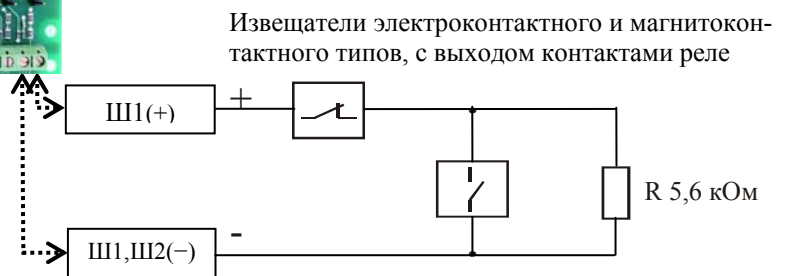 Извещатели электроконтактного и магнитокон-
тактного типов, с выходом контактами реле
Ш1(+)
+
R 5,6 кОм
Ш1,Ш2(−)
-